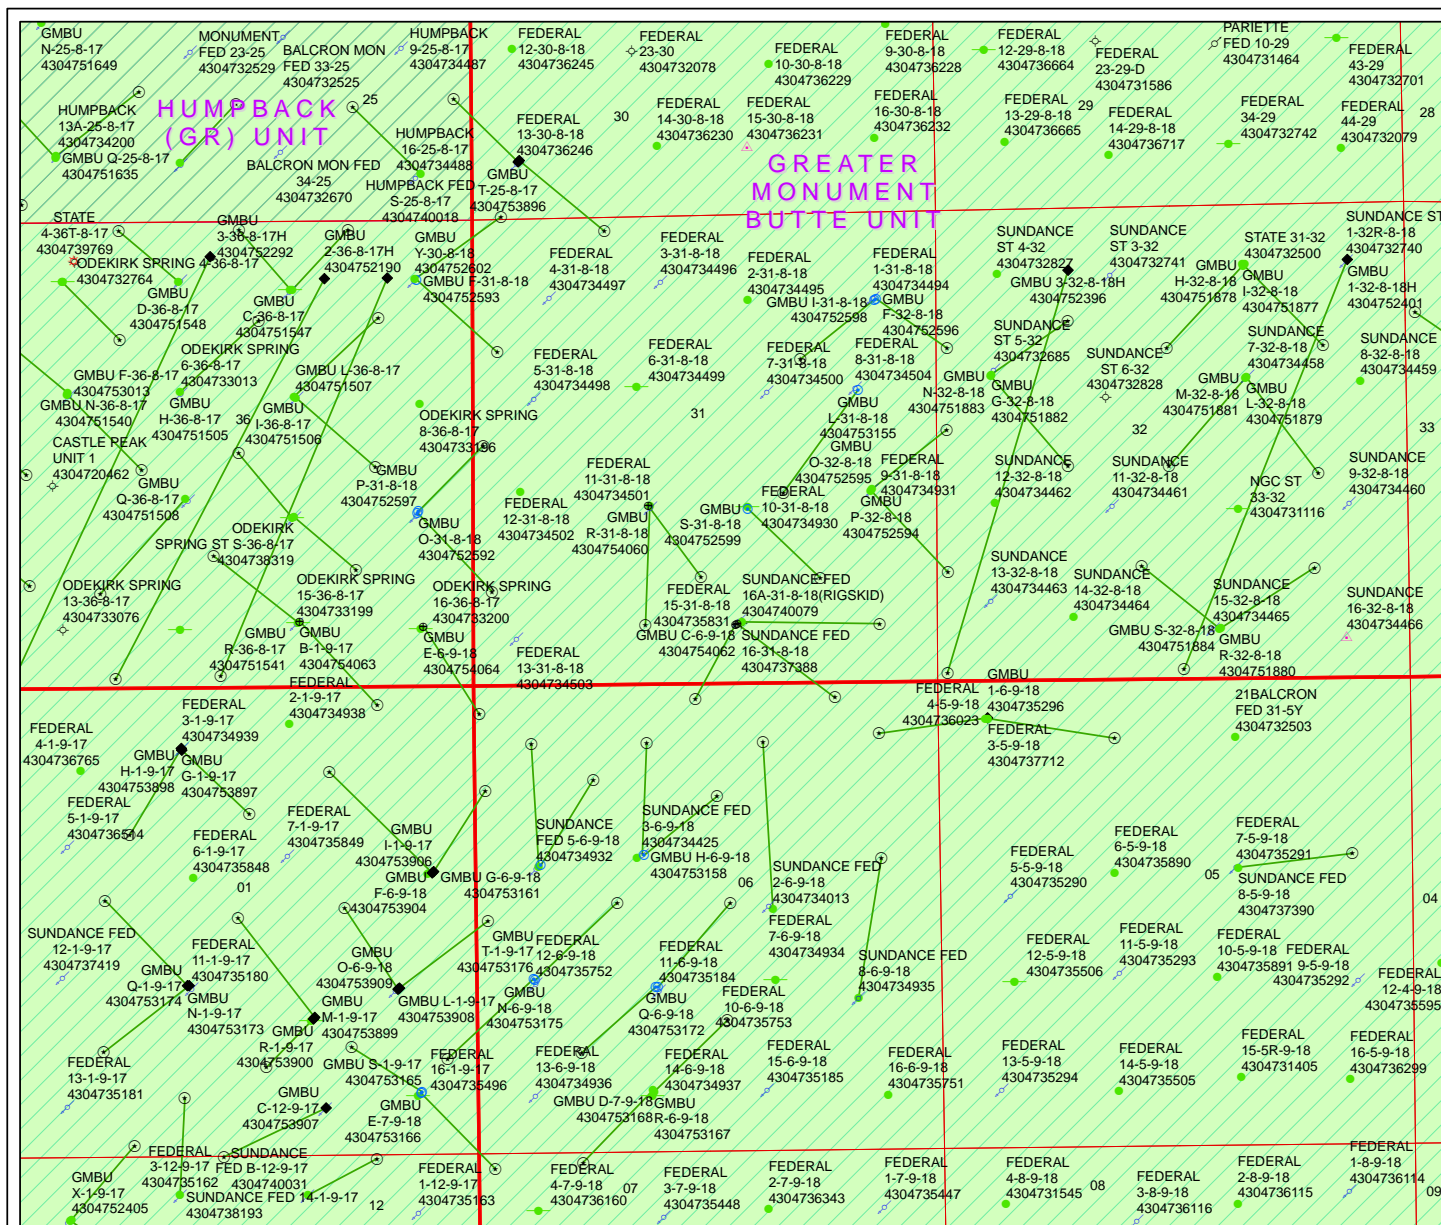 GMBU
N-25-8-17
4304751649
MONUMENT
FED 23-25
4304732529
BALCRON MON
FED 33-25
4304732525
HUMPBACK
9-25-8-17
4304734487
FEDERAL
12-30-8-18
4304736245
FEDERAL
23-30
4304732078
FEDERAL
10-30-8-18
4304736229
FEDERAL
9-30-8-18
4304736228
FEDERAL
12-29-8-18
4304736664
FEDERAL
23-29-D
4304731586
PARIETTE
FED 10-29
4304731464
FEDERAL
43-29
4304732701
HUMPBACK
13A-25-8-17
4304734200
GMBU Q-25-8-17
4304751635
HUMPBACK
(GR) UNIT
25
HUMPBACK
16-25-8-17
4304734488
BALCRON MON FED
34-25
4304732670
HUMPBACK FED
S-25-8-17
4304740018
FEDERAL
13-30-8-18
4304736246
GMBU
T-25-8-17
4304753896
30
FEDERAL
14-30-8-18
4304736230
FEDERAL
15-30-8-18
4304736231
FEDERAL
16-30-8-18
4304736232
GREATER
MONUMENT
BUTTE UNIT
FEDERAL
13-29-8-18
4304736665
29
FEDERAL
14-29-8-18
4304736717
FEDERAL
34-29
4304732742
FEDERAL
44-29
4304732079
28
STATE
4-36T-8-17
4304739769
ODEKIRK SPRING 4-36-8-17
4304732764
GMBU
3-36-8-17H
4304752292
GMBU
2-36-8-17H
4304752190
GMBU
Y-30-8-18
4304752602
GMBU F-31-8-18
4304752593
FEDERAL
4-31-8-18
4304734497
FEDERAL
3-31-8-18
4304734496
FEDERAL
2-31-8-18
4304734495
FEDERAL
1-31-8-18
4304734494
GMBU I-31-8-18
4304752598
GMBU
F-32-8-18
4304752596
SUNDANCE
ST 4-32
4304732827
GMBU 3-32-8-18H
4304752396
SUNDANCE
ST 3-32
4304732741
STATE 31-32
4304732500
GMBU
H-32-8-18
4304751878
GMBU
I-32-8-18
4304751877
SUNDANCE ST
1-32R-8-18
4304732740
GMBU
1-32-8-18H
4304752401
GMBU
D-36-8-17
4304751548
GMBU
C-36-8-17
4304751547
ODEKIRK SPRING
6-36-8-17
4304733013
GMBU F-36-8-17
4304753013
GMBU N-36-8-17
4304751540
GMBU
H-36-8-17
4304751505
36
GMBU L-36-8-17
4304751507
GMBU
I-36-8-17
4304751506
ODEKIRK SPRING
8-36-8-17
4304733196
FEDERAL
5-31-8-18
4304734498
FEDERAL
6-31-8-18
4304734499
31
FEDERAL
7-31-8-18
4304734500
FEDERAL
8-31-8-18
4304734504
GMBU
L-31-8-18
4304753155
SUNDANCE
ST 5-32
4304732685
GMBU
N-32-8-18
4304751883
GMBU
G-32-8-18
4304751882
SUNDANCE
ST 6-32
4304732828
32
SUNDANCE
7-32-8-18
4304734458
GMBU
M-32-8-18
4304751881
GMBU
L-32-8-18
4304751879
SUNDANCE
8-32-8-18
4304734459
33
CASTLE PEAK
UNIT 1
4304720462
GMBU
Q-36-8-17
4304751508
ODEKIRK
SPRING ST S-36-8-17
4304738319
GMBU
P-31-8-18
4304752597
GMBU
O-31-8-18
4304752592
FEDERAL
12-31-8-18
4304734502
FEDERAL
11-31-8-18
4304734501
GMBU
R-31-8-18
4304754060
GMBU
S-31-8-18
4304752599
FEDERAL
10-31-8-18
4304734930
GMBU
O-32-8-18
4304752595
FEDERAL
9-31-8-18
4304734931
GMBU
P-32-8-18
4304752594
SUNDANCE
12-32-8-18
4304734462
SUNDANCE
11-32-8-18
4304734461
NGC ST
33-32
4304731116
SUNDANCE
9-32-8-18
4304734460
ODEKIRK SPRING
13-36-8-17
4304733076
ODEKIRK SPRING
15-36-8-17
4304733199
GMBU
R-36-8-17
4304751541
GMBU
B-1-9-17
4304754063
ODEKIRK SPRING
16-36-8-17
4304733200
GMBU
E-6-9-18
4304754064
FEDERAL
13-31-8-18
4304734503
FEDERAL
15-31-8-18
4304735831
GMBU C-6-9-18
4304754062
SUNDANCE FED
16A-31-8-18(RIGSKID)
4304740079
SUNDANCE FED
16-31-8-18
4304737388
SUNDANCE
13-32-8-18
4304734463
SUNDANCE
14-32-8-18
4304734464
SUNDANCE
15-32-8-18
4304734465
GMBU S-32-8-18
4304751884
GMBU
R-32-8-18
4304751880
SUNDANCE
16-32-8-18
4304734466
FEDERAL
4-1-9-17
4304736765
FEDERAL
3-1-9-17
4304734939
FEDERAL
2-1-9-17
4304734938
GMBU
H-1-9-17
4304753898
GMBU
G-1-9-17
4304753897
FEDERAL
4-5-9-18
4304736023
GMBU
1-6-9-18
4304735296
FEDERAL
3-5-9-18
4304737712
21BALCRON
FED 31-5Y
4304732503
FEDERAL
5-1-9-17
4304736544
FEDERAL
6-1-9-17
4304735848
01
FEDERAL
7-1-9-17
4304735849
GMBU
I-1-9-17
4304753906
GMBU
F-6-9-18
4304753904
GMBU G-6-9-18
4304753161
SUNDANCE
FED 5-6-9-18
4304734932
SUNDANCE FED
3-6-9-18
4304734425
GMBU H-6-9-18
4304753158
06
SUNDANCE FED
2-6-9-18
4304734013
FEDERAL
7-6-9-18
4304734934
FEDERAL
5-5-9-18
4304735290
FEDERAL
6-5-9-18
4304735890
05
FEDERAL
7-5-9-18
4304735291
SUNDANCE FED
8-5-9-18
4304737390
04
SUNDANCE FED
12-1-9-17
4304737419
FEDERAL
11-1-9-17
4304735180
GMBU
Q-1-9-17
4304753174
GMBU
N-1-9-17
4304753173
GMBU
O-6-9-18
4304753909
GMBU L-1-9-17
4304753908
GMBU
M-1-9-17
4304753899
GMBU
R-1-9-17
4304753900
GMBU
T-1-9-17
4304753176
FEDERAL
12-6-9-18
4304735752
GMBU
N-6-9-18
4304753175
FEDERAL
11-6-9-18
4304735184
GMBU
Q-6-9-18
4304753172
FEDERAL
10-6-9-18
4304735753
SUNDANCE FED
8-6-9-18
4304734935
FEDERAL
12-5-9-18
4304735506
FEDERAL
11-5-9-18
4304735293
FEDERAL
10-5-9-18
4304735891
FEDERAL
9-5-9-18
4304735292
FEDERAL
12-4-9-18
4304735595
FEDERAL
13-1-9-17
4304735181
GMBU
C-12-9-17
4304753907
GMBU S-1-9-17
4304753165
FEDERAL
16-1-9-17
4304735496
GMBU
E-7-9-18
4304753166
FEDERAL
13-6-9-18
4304734936
GMBU D-7-9-18
4304753168
FEDERAL
14-6-9-18
4304734937
GMBU
R-6-9-18
4304753167
FEDERAL
15-6-9-18
4304735185
FEDERAL
16-6-9-18
4304735751
FEDERAL
13-5-9-18
4304735294
FEDERAL
14-5-9-18
4304735505
FEDERAL
15-5R-9-18
4304731405
FEDERAL
16-5-9-18
4304736299
GMBU
X-1-9-17
4304752405
FEDERAL
3-12-9-17
4304735162
SUNDANCE
FED B-12-9-17
4304740031
SUNDANCE FED 14-1-9-17
4304738193
12
FEDERAL
1-12-9-17
4304735163
FEDERAL
4-7-9-18
4304736160
07
FEDERAL
3-7-9-18
4304735448
FEDERAL
2-7-9-18
4304736343
FEDERAL
1-7-9-18
4304735447
FEDERAL
4-8-9-18
4304731545
08
FEDERAL
3-8-9-18
4304736116
FEDERAL
2-8-9-18
4304736115
FEDERAL
1-8-9-18
4304736114
09